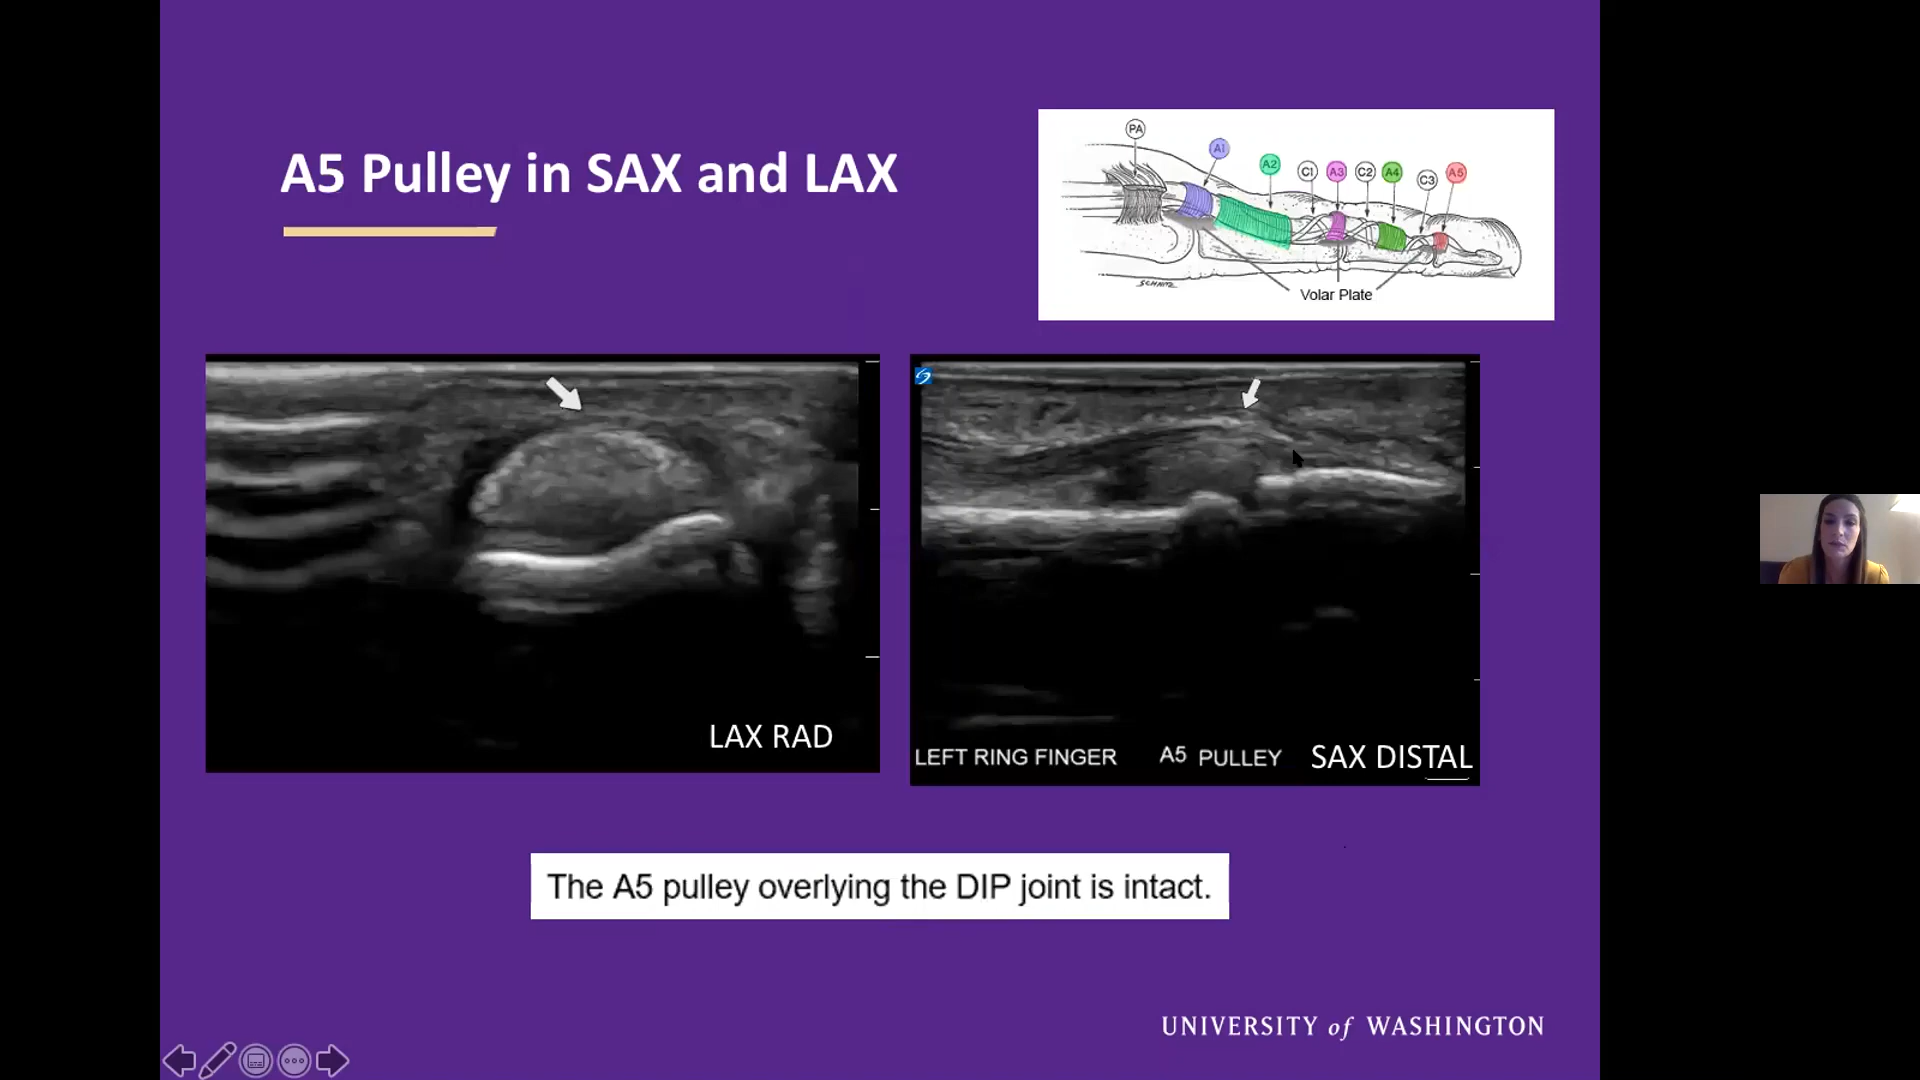 A5 Pulley in SAX and LAX
PA
A1
A2
C1
A3
C2
A4
C3
A5
Volar Plate
SCHMITZ
LAX RAD
LEFT RING FINGER A5 PULLEY SAX DISTAL
The A5 pulley overlying the DIP joint is intact.
UNIVERSITY of WASHINGTON